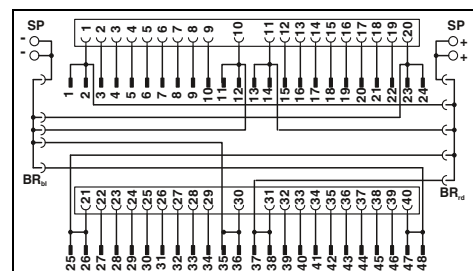 SP 1 2 3 4 5 6 7 8 9 10 11 12 13 14 15 16 17 18 19 20 SP
- +
- +
1 2 3 4 5 6 7 8 9 10 11 12 13 14 15 16 17 18 19 20 21 22 23 24
BRbl BRrd
21 22 23 24 25 26 27 28 29 30 31 32 33 34 35 36 37 38 39 40
25 26 27 28 29 30 31 32 33 34 35 36 37 38 39 40 41 42 43 44 45 46 47 48